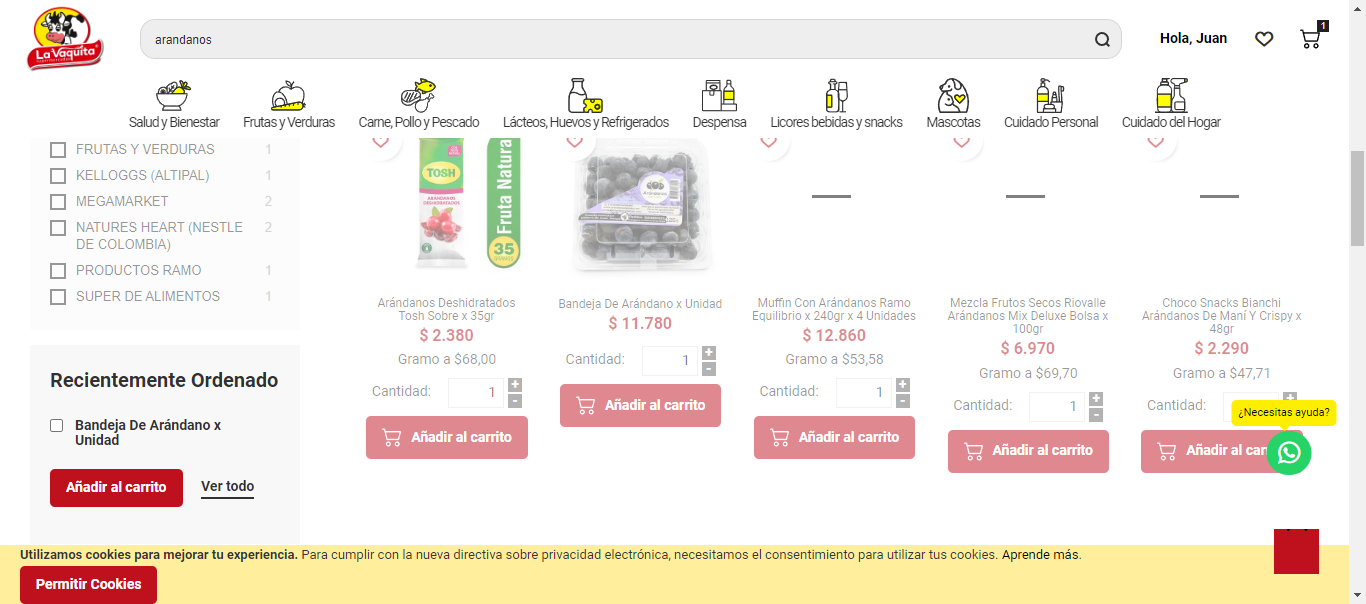 La Vaquita
arandanos
Hola, Juan
1
Salud y Bienestar
Frutas y Verduras
Carne, Pollo y Pescado
Lácteos, Huevos y Refrigerados
Despensa
Licores bebidas y snacks
Mascotas
Cuidado Personal
Cuidado del Hogar
FRUTAS Y VERDURAS 1
KELLOGGS (ALTIPAL) 1
MEGAMARKET 2
NATURES HEART (NESTLE 2
DE COLOMBIA)
PRODUCTOS RAMO 1
SUPER DE ALIMENTOS 1
Recientemente Ordenado
Bandeja De Arándano x
Unidad
Añadir al carrito
Ver todo
TOSH
ARANDANOS
DESHIDRATADOS
Fruta Natura
35
GRAMOS
Arándanos Deshidratados
Tosh Sobre x 35gr
$ 2.380
Gramo a $68,00
Cantidad: 1 + -
Añadir al carrito
Bandeja De Arándano x Unidad
$ 11.780
Cantidad: 1 + -
Añadir al carrito
Muffin Con Arándanos Ramo
Equilibrio x 240gr x 4 Unidades
$ 12.860
Gramo a $53,58
Cantidad: 1 + -
Añadir al carrito
Mezcla Frutos Secos Riovalle
Arándanos Mix Deluxe Bolsa x
100gr
$ 6.970
Gramo a $69,70
Cantidad: 1 + -
Añadir al carrito
Choco Snacks Bianchi
Arándanos De Maní Y Crispy x
48gr
$ 2.290
Gramo a $47,71
Cantidad: +
Añadir al car
¿Necesitas ayuda?
Utilizamos cookies para mejorar tu experiencia. Para cumplir con la nueva directiva sobre privacidad electrónica, necesitamos el consentimiento para utilizar tus cookies. Aprende más.
Permitir Cookies